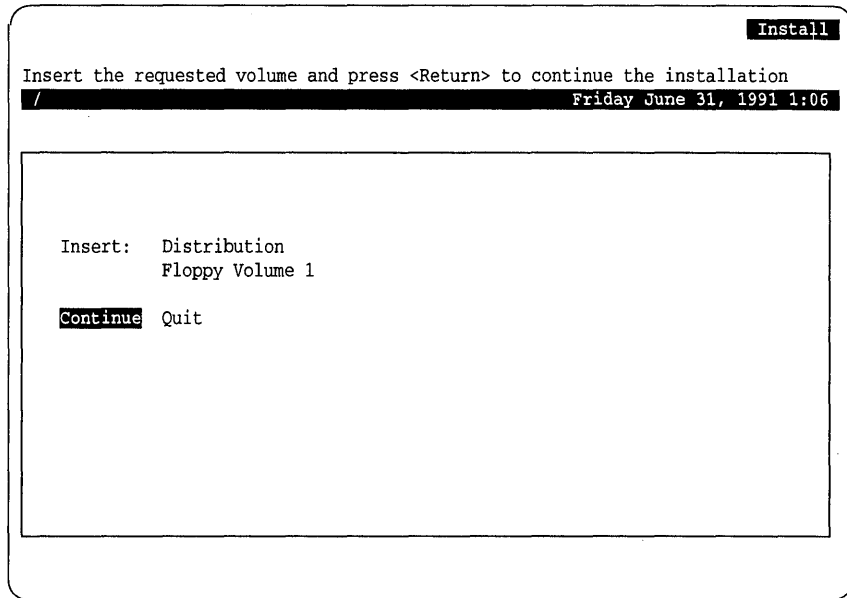 Install
Insert the requested volume and press <Return> to continue the installation
/ Friday June 31, 1991 1:06
Insert: Distribution
Floppy Volume 1
Continue Quit